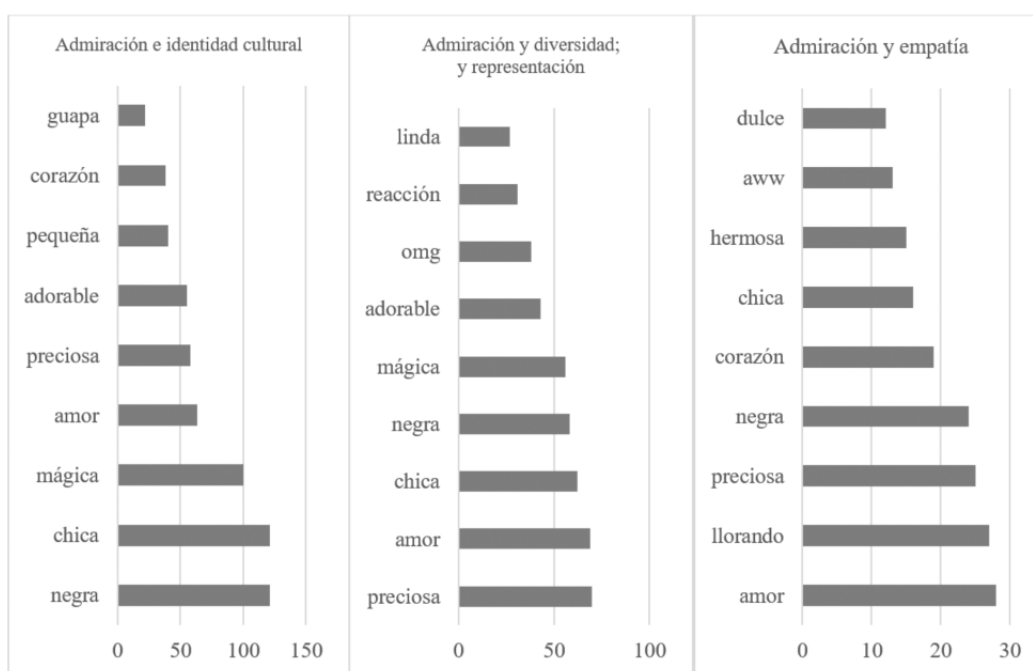 Admiración e identidad cultural
guapa
corazón
pequeña
adorable
preciosa
amor
mágica
chica
negra
0 50 100 150
Admiración y diversidad;
y representación
linda
reacción
omg
adorable
mágica
negra
chica
amor
preciosa
0 50 100
Admiración y empatía
dulce
aww
hermosa
chica
corazón
negra
preciosa
llorando
amor
0 10 20 30